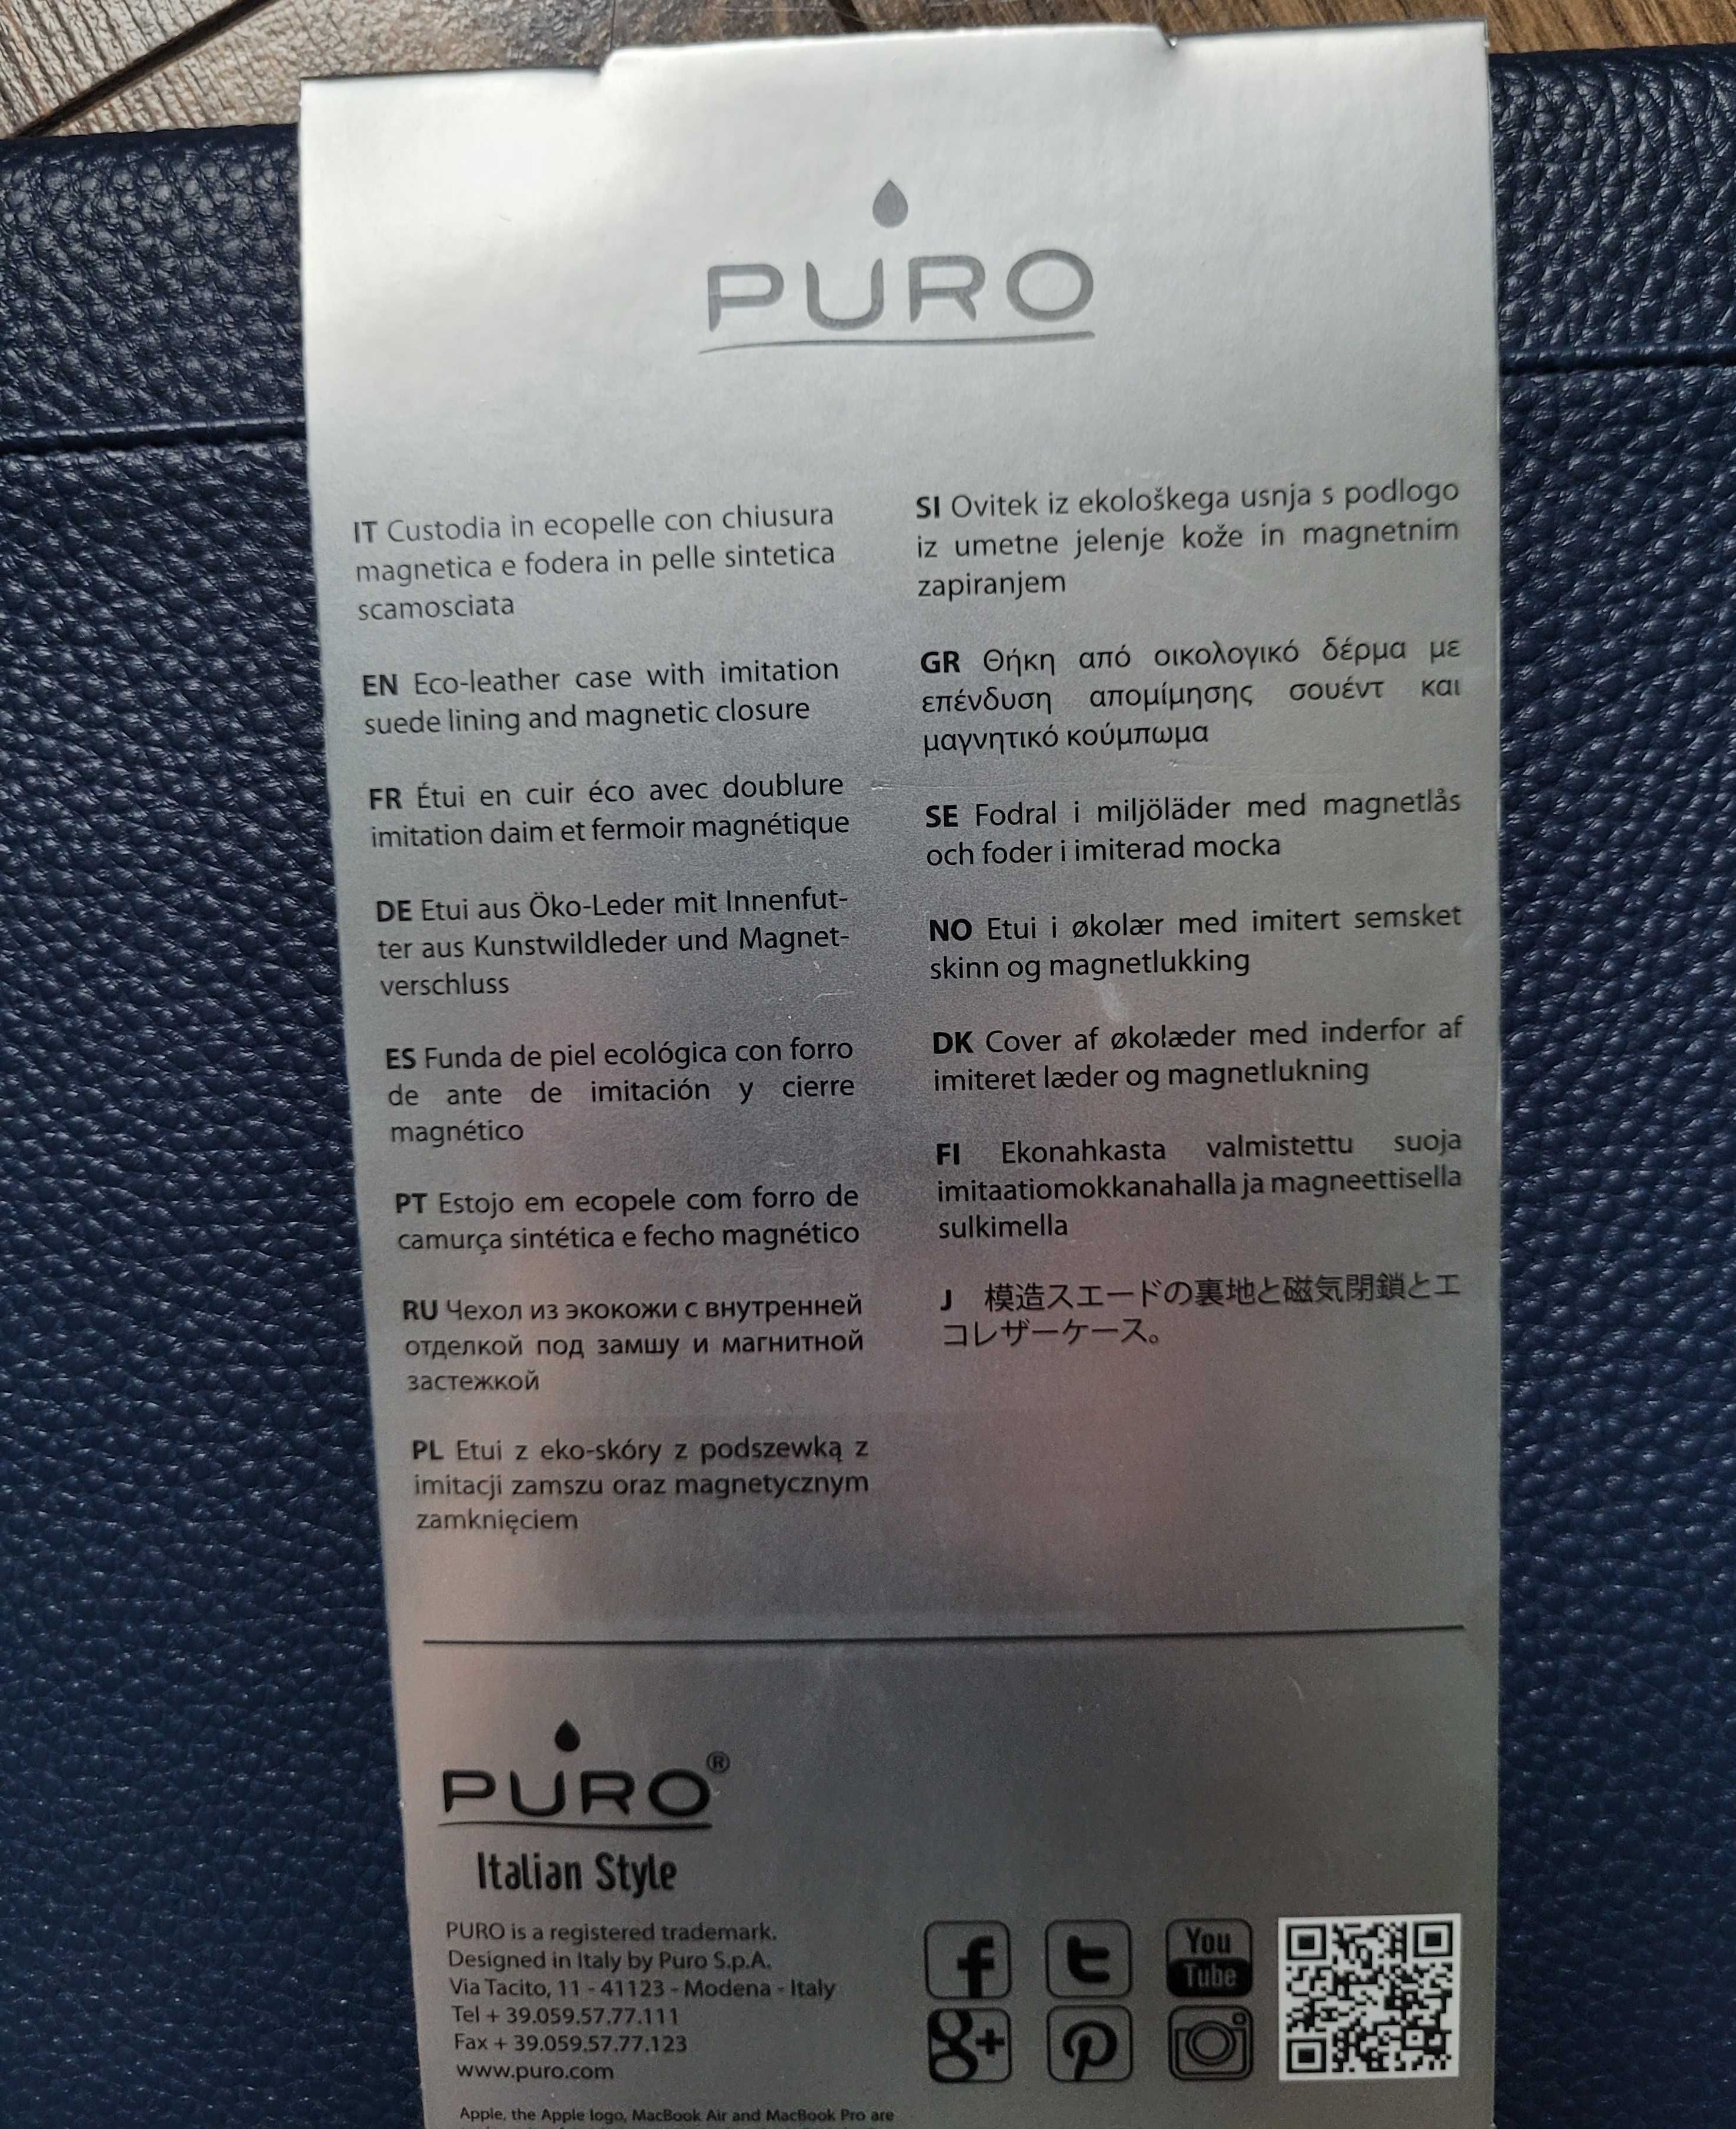 PURO
IT Custodia in ecopelle con chiusura
magnetica e fodera in pelle sintetica
scamosciata
EN Eco-leather case with imitation
suede lining and magnetic closure
FR Étui en cuir éco avec doublure
imitation daim et fermoir magnétique
DE Etui aus Öko-Leder mit Innenfut-
ter aus Kunstwildleder und Magnet-
verschluss
ES Funda de piel ecológica con forro
de ante de imitación y cierre
magnético
PT Estojo em ecopele com forro de
camurça sintética e fecho magnético
RU Чехол из экокожи с внутренней
отделкой под замшу и магнитной
застежкой
PL Etui z eko-skóry z podszewką z
imitacji zamszu oraz magnetycznym
zamknięciem
SI Ovitek iz ekološkega usnja s podlogo
iz umetne jelenje kože in magnetnim
zapiranjem
GR Θήκη από οικολογικό δέρμα με
επένδυση απομίμησης σουέντ και
μαγνητικό κούμπωμα
SE Fodral i miljöläder med magnetlås
och foder i imiterad mocka
NO Etui i økolær med imitert semsket
skinn og magnetlukking
DK Cover af økolæder med inderfor af
imiteret læder og magnetlukning
FI Ekonahkasta valmistettu suoja
imitaatiomokkanahalla ja magneettisella
sulkimella
J 模造スエードの裏地と磁気閉鎖とエ
コレザーケース。
PURO®
Italian Style
PURO is a registered trademark.
Designed in Italy by Puro S.p.A.
Via Tacito, 11 - 41123 - Modena - Italy
Tel + 39.059.57.77.111
Fax + 39.059.57.77.123
www.puro.com
You
Tube
Apple, the Apple logo, MacBook Air and MacBook Pro are